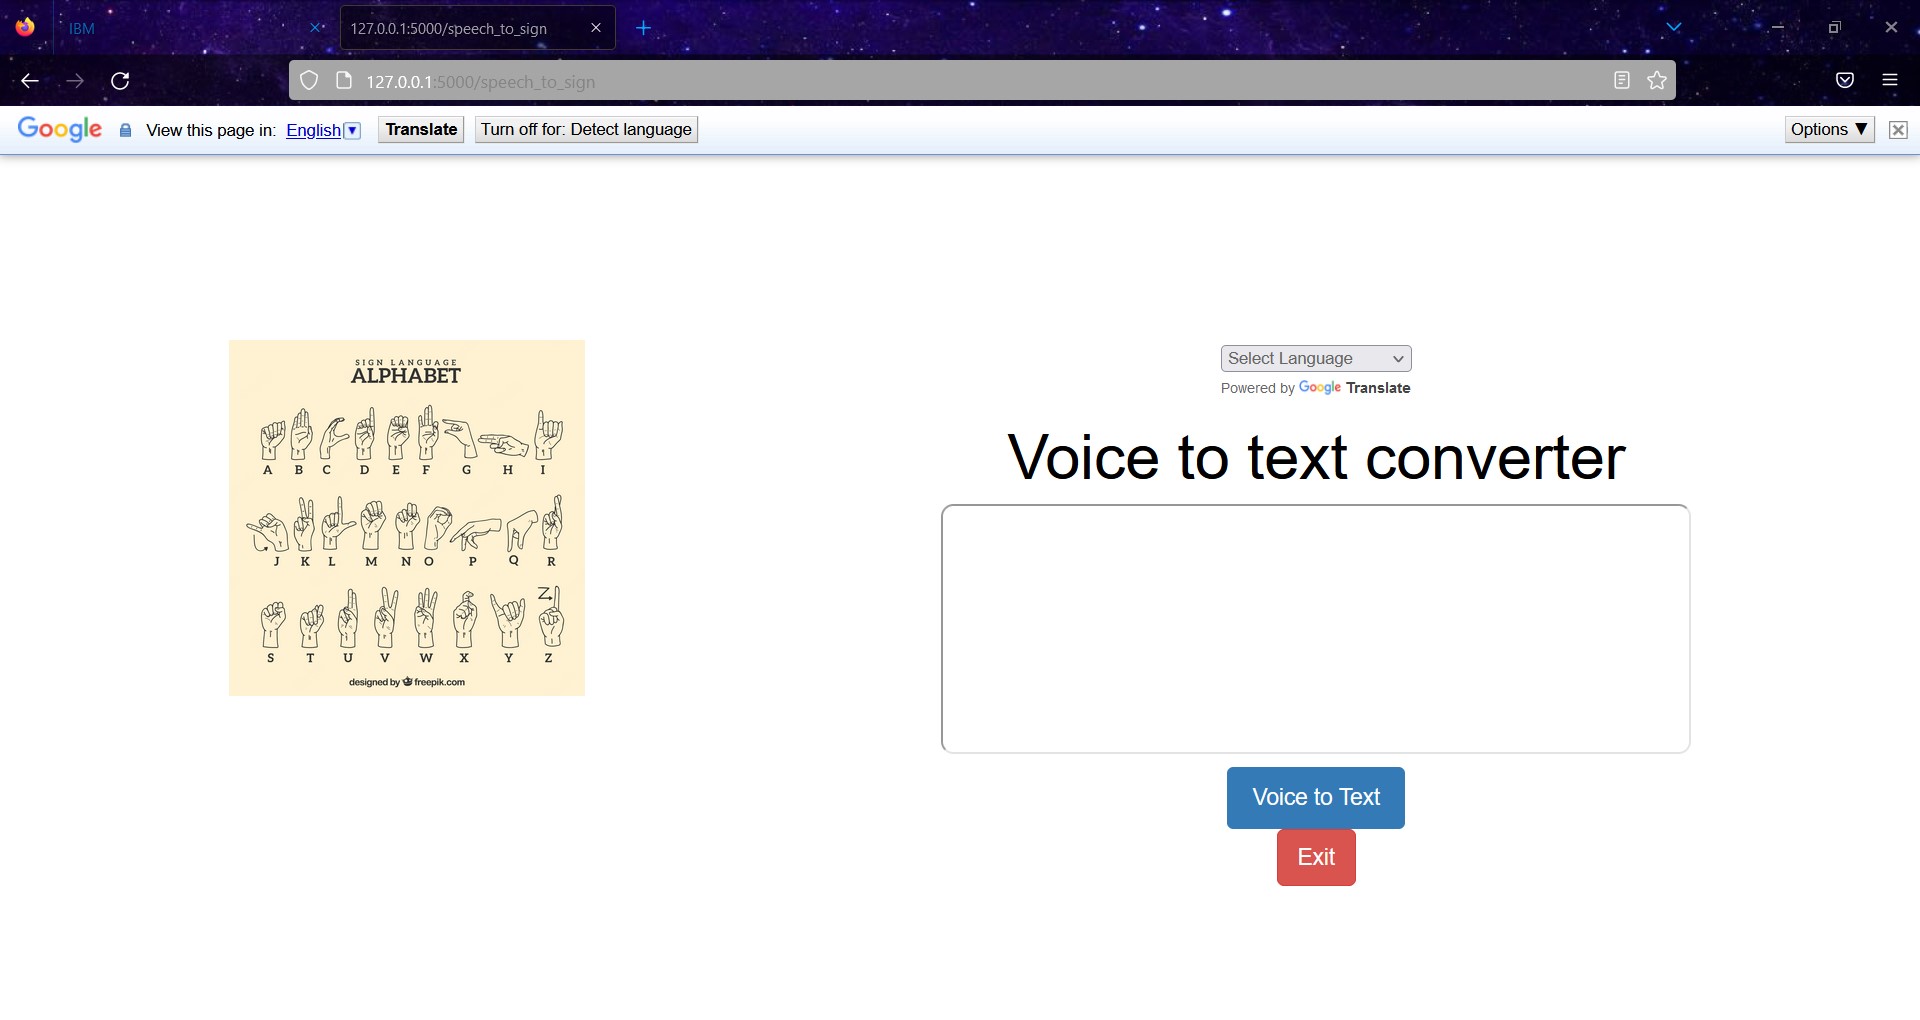 IBM
127.0.0.1:5000/speech_to_sign
127.0.0.1:5000/speech_to_sign
Google View this page in: English Translate Turn off for: Detect language Options ▼
SIGN LANGUAGE
ALPHABET
A B C D E F G H I
J K L M N O P Q R
Z
S T U V W X Y Z
designed by freepik.com
Select Language
Powered by Google Translate
Voice to text converter
Voice to Text
Exit